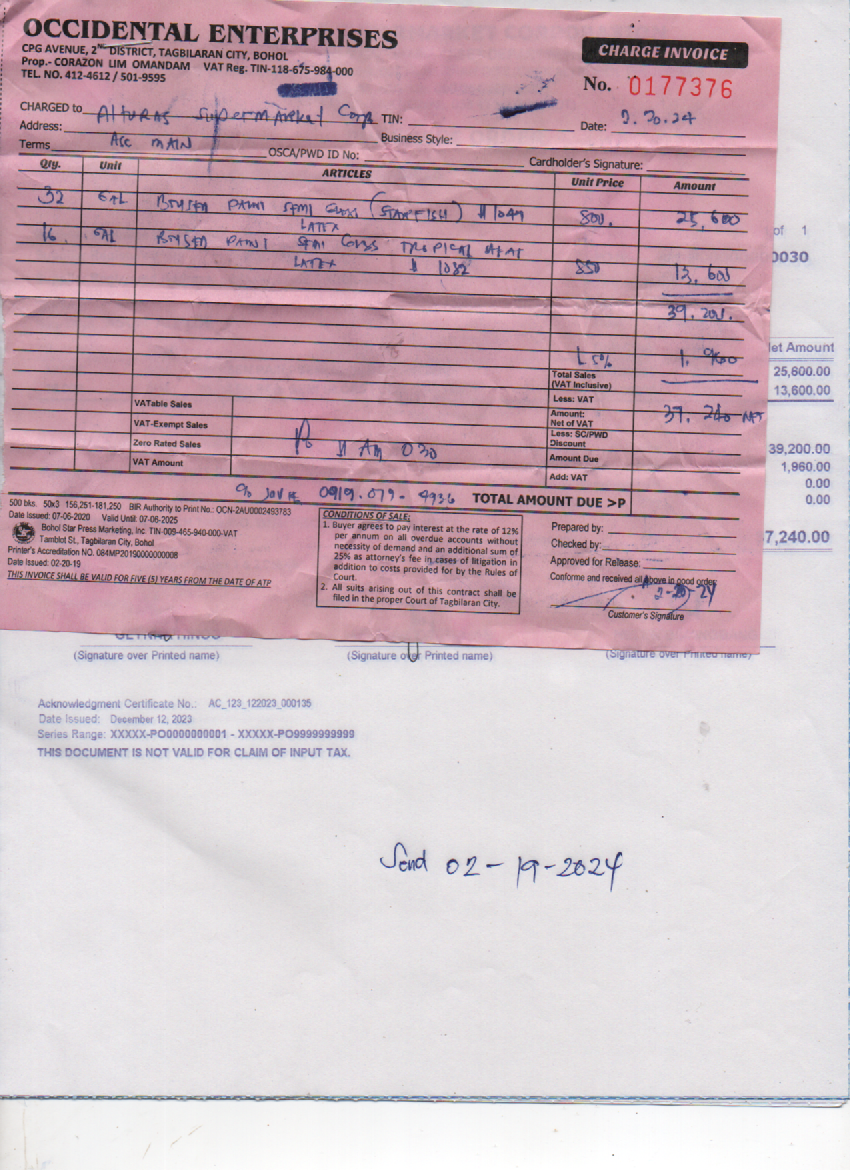 OCCIDENTAL ENTERPRISES
CPG AVENUE, 2ND DISTRICT, TAGBILARAN CITY, BOHOL
Prop.- CORAZON LIM OMANDAM VAT Reg. TIN-118-675-984-000
TEL. NO. 412-4612 / 501-9595
CHARGE INVOICE
No. 0177376
CHARGED to Alturas Supermarket Corp TIN:
Date: 2.20.24
Address:
Business Style:
Terms Asc MAIN
OSCA/PWD ID No:
Cardholder's Signature:
Qty. Unit ARTICLES Unit Price Amount
32 GAL BOYSEN PAINT SEMI GLOSS (STARFISH) # 1049 800. 25,600
LATEX
16 GAL BOYSEN PAINT SEMI GLOSS TROPICAL 850 13,600
LATEX # 1082
39,200.
L 5% 1,960
Total Sales
(VAT Inclusive)
Less: VAT
VATable Sales
Amount:
Net of VAT
37,240 NET
VAT-Exempt Sales
Less: SC/PWD
Discount
Zero Rated Sales
Amount Due
VAT Amount
Add: VAT
TOTAL AMOUNT DUE >P
0919-079-4936
500 bks. 50x3 156,251-181,250 BIR Authority to Print No.: OCN-2AU0002493783
Date Issued: 07-06-2020 Valid Until: 07-06-2025
Bohol Star Press Marketing, Inc. TIN-009-465-940-000-VAT
Tamblot St., Tagbilaran City, Bohol
Printer's Accreditation NO. 084MP20190000000008
Date Issued: 02-20-19
THIS INVOICE SHALL BE VALID FOR FIVE (5) YEARS FROM THE DATE OF ATP
CONDITIONS OF SALE:
1. Buyer agrees to pay interest at the rate of 12%
per annum on all overdue accounts without
necessity of demand and an additional sum of
25% as attorney's fee in cases of litigation in
addition to costs provided for by the Rules of
Court.
2. All suits arising out of this contract shall be
filed in the proper Court of Tagbilaran City.
Prepared by:
Checked by:
Approved for Release:
Conforme and received all above in good order
2-20-24
Customer's Signature
of 1
0030
et Amount
25,600.00
13,600.00
39,200.00
1,960.00
0.00
0.00
7,240.00
(Signature over Printed name) (Signature over Printed name) (Signature over Printed name)
Acknowledgment Certificate No.: AC_123_122023_000135
Date Issued: December 12, 2023
Series Range: XXXXX-PO0000000001 - XXXXX-PO9999999999
THIS DOCUMENT IS NOT VALID FOR CLAIM OF INPUT TAX.
Send 02-19-2024